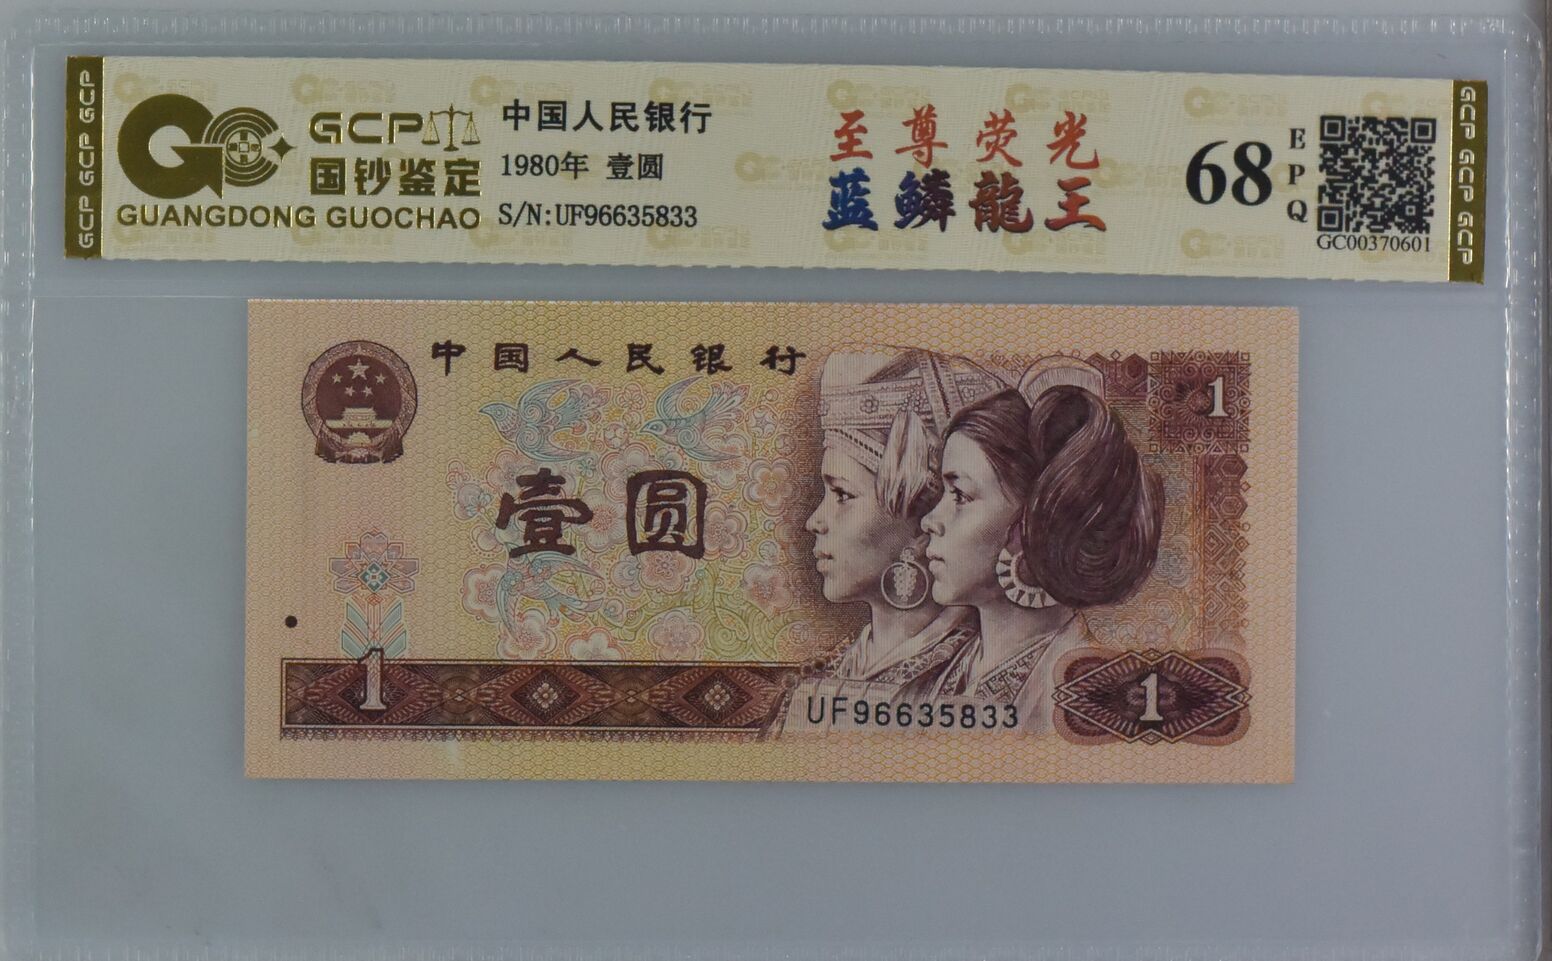 GCP GCP GCP
GCP
国钞鉴定
GUANGDONG GUOCHAO
中国人民银行
1980年 壹圆
S/N:UF96635833
至尊荧光
蓝鳞龍王
68
EPQ
GC00370601
GCP GCP GCP
中国人民银行
1
壹圆
1
UF96635833
1